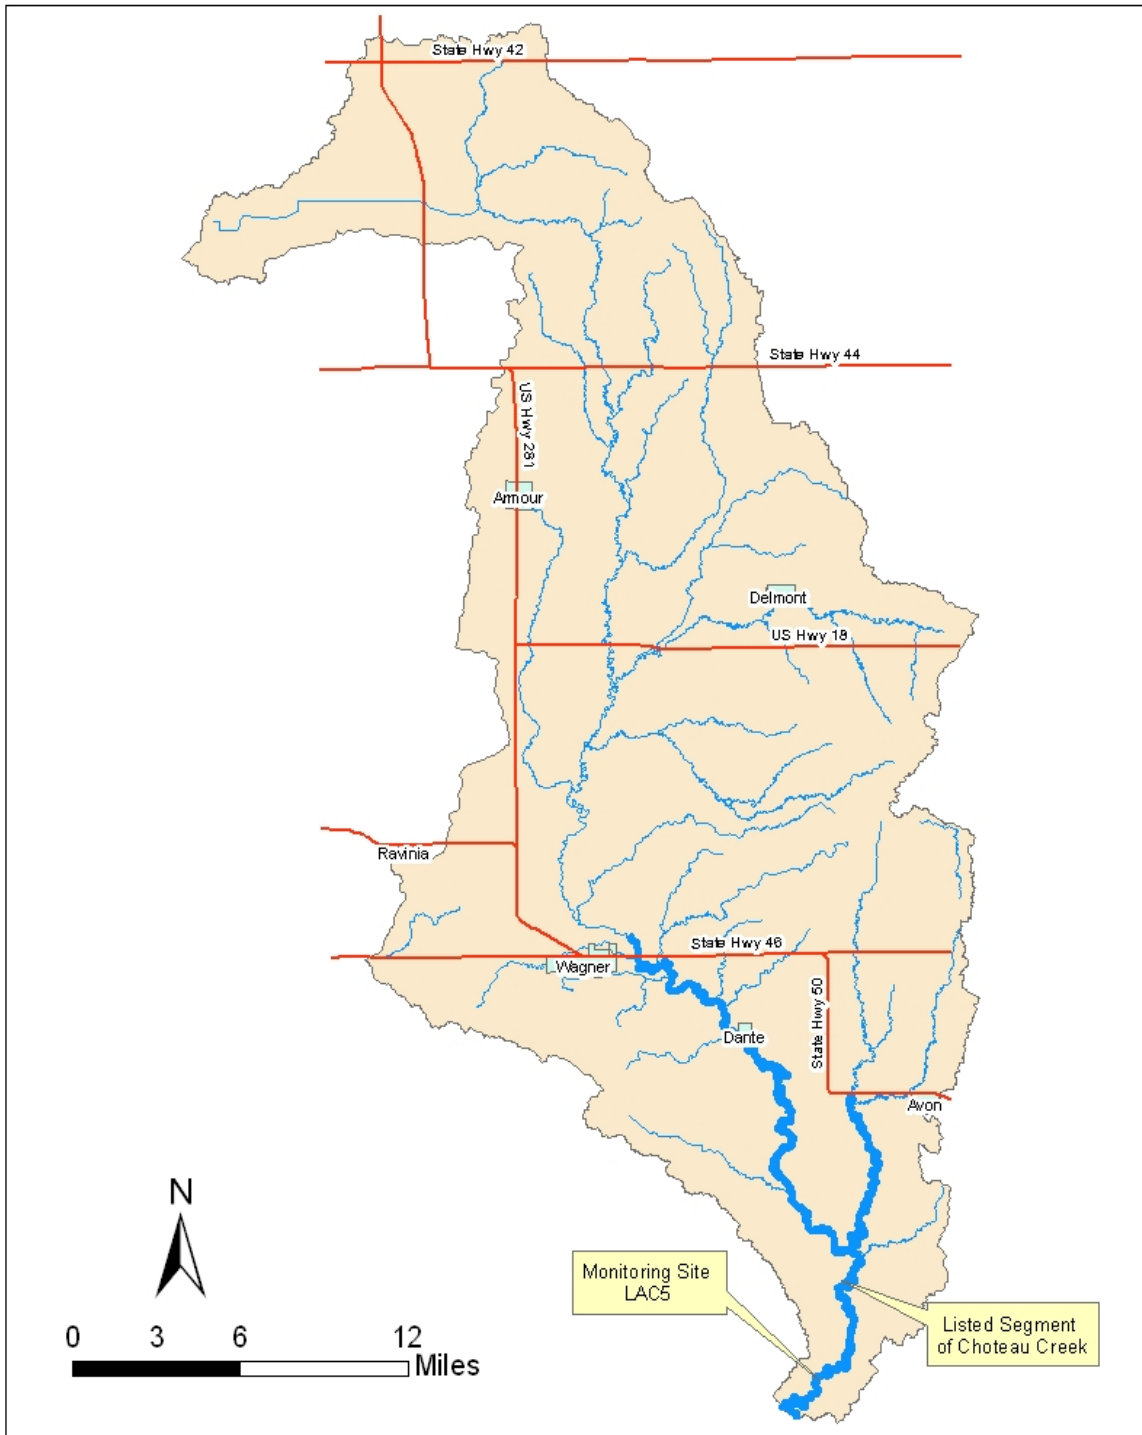 State Hwy 42
State Hwy 44
US Hwy 281
Armour
Delmont
US Hwy 18
Ravinia
State Hwy 46
Wagner
State Hwy 50
Dante
Avon
N
Monitoring Site
LAC5
Listed Segment
of Choteau Creek
0 3 6 12
Miles